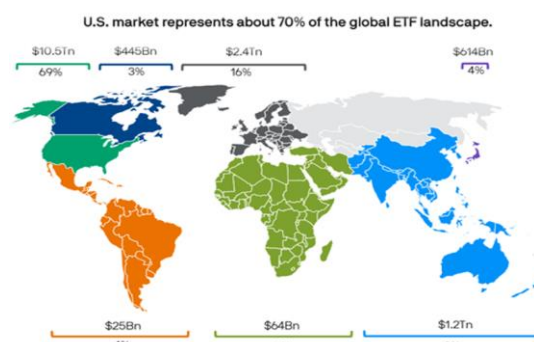 U.S. market represents about 70% of the global ETF landscape.
$10.5Tn $445Bn $2.4Tn $614Bn
69% 3% 16% 4%
$25Bn $64Bn $1.2Tn